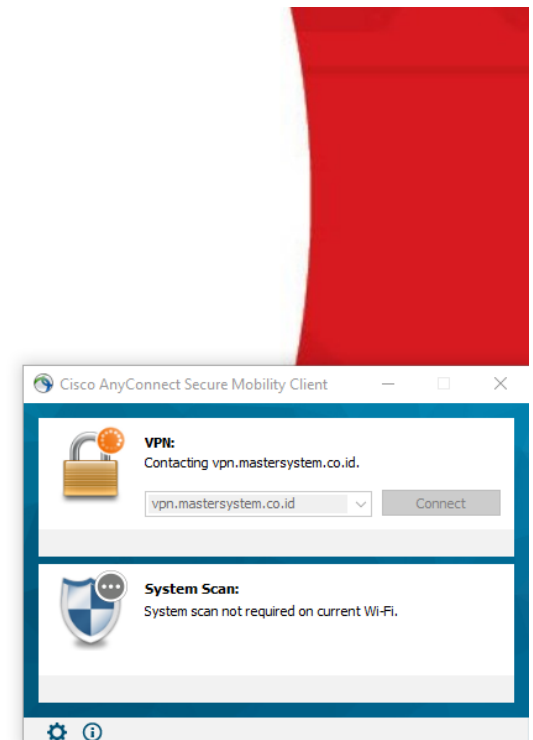 Cisco AnyConnect Secure Mobility Client
VPN:
Contacting vpn.mastersystem.co.id.
vpn.mastersystem.co.id
Connect
System Scan:
System scan not required on current Wi-Fi.